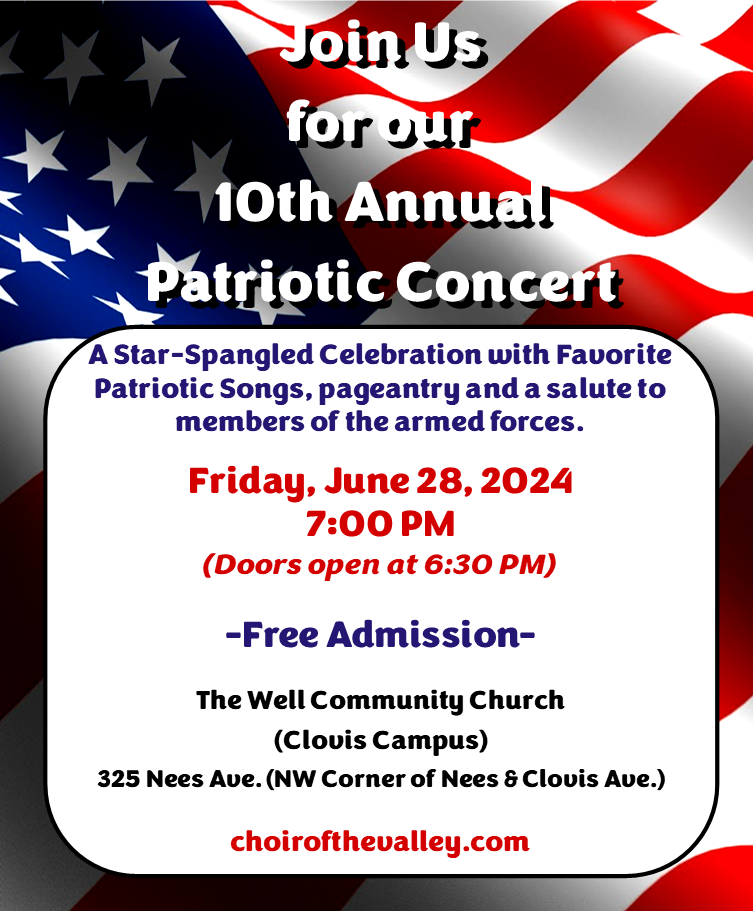 Join Us
for our
10th Annual
Patriotic Concert
A Star-Spangled Celebration with Favorite
Patriotic Songs, pageantry and a salute to
members of the armed forces.
Friday, June 28, 2024
7:00 PM
(Doors open at 6:30 PM)
-Free Admission-
The Well Community Church
(Clovis Campus)
325 Nees Ave. (NW Corner of Nees & Clovis Ave.)
choirofthevalley.com